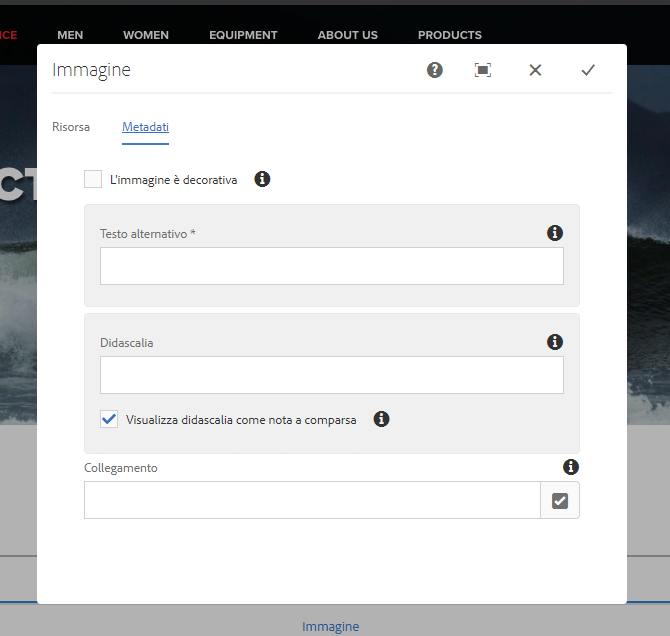 ICE MEN WOMEN EQUIPMENT ABOUT US PRODUCTS
Immagine
Risorsa Metadati
L'immagine è decorativa
CT
Testo alternativo *
Didascalia
Visualizza didascalia come nota a comparsa
Collegamento
Immagine